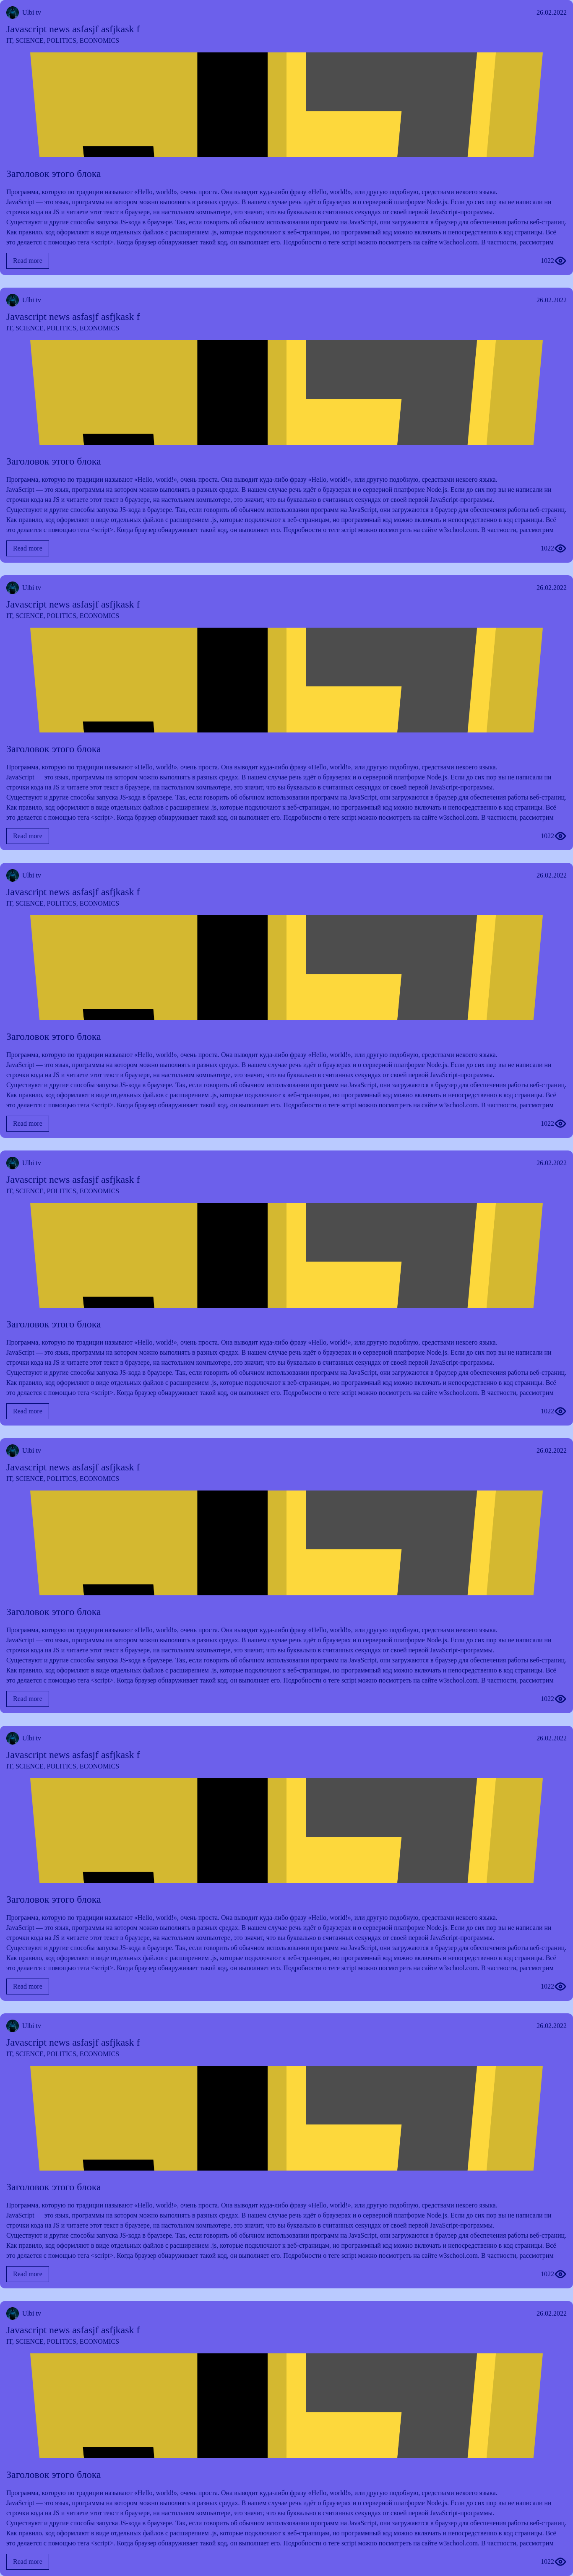 Ulbi tv
26.02.2022
Javascript news asfasjf asfjkask f
IT, SCIENCE, POLITICS, ECONOMICS
Заголовок этого блока
Программа, которую по традиции называют «Hello, world!», очень проста. Она выводит куда-либо фразу «Hello, world!», или другую подобную, средствами некоего языка.
JavaScript — это язык, программы на котором можно выполнять в разных средах. В нашем случае речь идёт о браузерах и о серверной платформе Node.js. Если до сих пор вы не написали ни
строчки кода на JS и читаете этот текст в браузере, на настольном компьютере, это значит, что вы буквально в считанных секундах от своей первой JavaScript-программы.
Существуют и другие способы запуска JS-кода в браузере. Так, если говорить об обычном использовании программ на JavaScript, они загружаются в браузер для обеспечения работы веб-страниц.
Как правило, код оформляют в виде отдельных файлов с расширением .js, которые подключают к веб-страницам, но программный код можно включать и непосредственно в код страницы. Всё
это делается с помощью тега <script>. Когда браузер обнаруживает такой код, он выполняет его. Подробности о теге script можно посмотреть на сайте w3school.com. В частности, рассмотрим
Read more
1022
Ulbi tv
26.02.2022
Javascript news asfasjf asfjkask f
IT, SCIENCE, POLITICS, ECONOMICS
Заголовок этого блока
Программа, которую по традиции называют «Hello, world!», очень проста. Она выводит куда-либо фразу «Hello, world!», или другую подобную, средствами некоего языка.
JavaScript — это язык, программы на котором можно выполнять в разных средах. В нашем случае речь идёт о браузерах и о серверной платформе Node.js. Если до сих пор вы не написали ни
строчки кода на JS и читаете этот текст в браузере, на настольном компьютере, это значит, что вы буквально в считанных секундах от своей первой JavaScript-программы.
Существуют и другие способы запуска JS-кода в браузере. Так, если говорить об обычном использовании программ на JavaScript, они загружаются в браузер для обеспечения работы веб-страниц.
Как правило, код оформляют в виде отдельных файлов с расширением .js, которые подключают к веб-страницам, но программный код можно включать и непосредственно в код страницы. Всё
это делается с помощью тега <script>. Когда браузер обнаруживает такой код, он выполняет его. Подробности о теге script можно посмотреть на сайте w3school.com. В частности, рассмотрим
Read more
1022
Ulbi tv
26.02.2022
Javascript news asfasjf asfjkask f
IT, SCIENCE, POLITICS, ECONOMICS
Заголовок этого блока
Программа, которую по традиции называют «Hello, world!», очень проста. Она выводит куда-либо фразу «Hello, world!», или другую подобную, средствами некоего языка.
JavaScript — это язык, программы на котором можно выполнять в разных средах. В нашем случае речь идёт о браузерах и о серверной платформе Node.js. Если до сих пор вы не написали ни
строчки кода на JS и читаете этот текст в браузере, на настольном компьютере, это значит, что вы буквально в считанных секундах от своей первой JavaScript-программы.
Существуют и другие способы запуска JS-кода в браузере. Так, если говорить об обычном использовании программ на JavaScript, они загружаются в браузер для обеспечения работы веб-страниц.
Как правило, код оформляют в виде отдельных файлов с расширением .js, которые подключают к веб-страницам, но программный код можно включать и непосредственно в код страницы. Всё
это делается с помощью тега <script>. Когда браузер обнаруживает такой код, он выполняет его. Подробности о теге script можно посмотреть на сайте w3school.com. В частности, рассмотрим
Read more
1022
Ulbi tv
26.02.2022
Javascript news asfasjf asfjkask f
IT, SCIENCE, POLITICS, ECONOMICS
Заголовок этого блока
Программа, которую по традиции называют «Hello, world!», очень проста. Она выводит куда-либо фразу «Hello, world!», или другую подобную, средствами некоего языка.
JavaScript — это язык, программы на котором можно выполнять в разных средах. В нашем случае речь идёт о браузерах и о серверной платформе Node.js. Если до сих пор вы не написали ни
строчки кода на JS и читаете этот текст в браузере, на настольном компьютере, это значит, что вы буквально в считанных секундах от своей первой JavaScript-программы.
Существуют и другие способы запуска JS-кода в браузере. Так, если говорить об обычном использовании программ на JavaScript, они загружаются в браузер для обеспечения работы веб-страниц.
Как правило, код оформляют в виде отдельных файлов с расширением .js, которые подключают к веб-страницам, но программный код можно включать и непосредственно в код страницы. Всё
это делается с помощью тега <script>. Когда браузер обнаруживает такой код, он выполняет его. Подробности о теге script можно посмотреть на сайте w3school.com. В частности, рассмотрим
Read more
1022
Ulbi tv
26.02.2022
Javascript news asfasjf asfjkask f
IT, SCIENCE, POLITICS, ECONOMICS
Заголовок этого блока
Программа, которую по традиции называют «Hello, world!», очень проста. Она выводит куда-либо фразу «Hello, world!», или другую подобную, средствами некоего языка.
JavaScript — это язык, программы на котором можно выполнять в разных средах. В нашем случае речь идёт о браузерах и о серверной платформе Node.js. Если до сих пор вы не написали ни
строчки кода на JS и читаете этот текст в браузере, на настольном компьютере, это значит, что вы буквально в считанных секундах от своей первой JavaScript-программы.
Существуют и другие способы запуска JS-кода в браузере. Так, если говорить об обычном использовании программ на JavaScript, они загружаются в браузер для обеспечения работы веб-страниц.
Как правило, код оформляют в виде отдельных файлов с расширением .js, которые подключают к веб-страницам, но программный код можно включать и непосредственно в код страницы. Всё
это делается с помощью тега <script>. Когда браузер обнаруживает такой код, он выполняет его. Подробности о теге script можно посмотреть на сайте w3school.com. В частности, рассмотрим
Read more
1022
Ulbi tv
26.02.2022
Javascript news asfasjf asfjkask f
IT, SCIENCE, POLITICS, ECONOMICS
Заголовок этого блока
Программа, которую по традиции называют «Hello, world!», очень проста. Она выводит куда-либо фразу «Hello, world!», или другую подобную, средствами некоего языка.
JavaScript — это язык, программы на котором можно выполнять в разных средах. В нашем случае речь идёт о браузерах и о серверной платформе Node.js. Если до сих пор вы не написали ни
строчки кода на JS и читаете этот текст в браузере, на настольном компьютере, это значит, что вы буквально в считанных секундах от своей первой JavaScript-программы.
Существуют и другие способы запуска JS-кода в браузере. Так, если говорить об обычном использовании программ на JavaScript, они загружаются в браузер для обеспечения работы веб-страниц.
Как правило, код оформляют в виде отдельных файлов с расширением .js, которые подключают к веб-страницам, но программный код можно включать и непосредственно в код страницы. Всё
это делается с помощью тега <script>. Когда браузер обнаруживает такой код, он выполняет его. Подробности о теге script можно посмотреть на сайте w3school.com. В частности, рассмотрим
Read more
1022
Ulbi tv
26.02.2022
Javascript news asfasjf asfjkask f
IT, SCIENCE, POLITICS, ECONOMICS
Заголовок этого блока
Программа, которую по традиции называют «Hello, world!», очень проста. Она выводит куда-либо фразу «Hello, world!», или другую подобную, средствами некоего языка.
JavaScript — это язык, программы на котором можно выполнять в разных средах. В нашем случае речь идёт о браузерах и о серверной платформе Node.js. Если до сих пор вы не написали ни
строчки кода на JS и читаете этот текст в браузере, на настольном компьютере, это значит, что вы буквально в считанных секундах от своей первой JavaScript-программы.
Существуют и другие способы запуска JS-кода в браузере. Так, если говорить об обычном использовании программ на JavaScript, они загружаются в браузер для обеспечения работы веб-страниц.
Как правило, код оформляют в виде отдельных файлов с расширением .js, которые подключают к веб-страницам, но программный код можно включать и непосредственно в код страницы. Всё
это делается с помощью тега <script>. Когда браузер обнаруживает такой код, он выполняет его. Подробности о теге script можно посмотреть на сайте w3school.com. В частности, рассмотрим
Read more
1022
Ulbi tv
26.02.2022
Javascript news asfasjf asfjkask f
IT, SCIENCE, POLITICS, ECONOMICS
Заголовок этого блока
Программа, которую по традиции называют «Hello, world!», очень проста. Она выводит куда-либо фразу «Hello, world!», или другую подобную, средствами некоего языка.
JavaScript — это язык, программы на котором можно выполнять в разных средах. В нашем случае речь идёт о браузерах и о серверной платформе Node.js. Если до сих пор вы не написали ни
строчки кода на JS и читаете этот текст в браузере, на настольном компьютере, это значит, что вы буквально в считанных секундах от своей первой JavaScript-программы.
Существуют и другие способы запуска JS-кода в браузере. Так, если говорить об обычном использовании программ на JavaScript, они загружаются в браузер для обеспечения работы веб-страниц.
Как правило, код оформляют в виде отдельных файлов с расширением .js, которые подключают к веб-страницам, но программный код можно включать и непосредственно в код страницы. Всё
это делается с помощью тега <script>. Когда браузер обнаруживает такой код, он выполняет его. Подробности о теге script можно посмотреть на сайте w3school.com. В частности, рассмотрим
Read more
1022
Ulbi tv
26.02.2022
Javascript news asfasjf asfjkask f
IT, SCIENCE, POLITICS, ECONOMICS
Заголовок этого блока
Программа, которую по традиции называют «Hello, world!», очень проста. Она выводит куда-либо фразу «Hello, world!», или другую подобную, средствами некоего языка.
JavaScript — это язык, программы на котором можно выполнять в разных средах. В нашем случае речь идёт о браузерах и о серверной платформе Node.js. Если до сих пор вы не написали ни
строчки кода на JS и читаете этот текст в браузере, на настольном компьютере, это значит, что вы буквально в считанных секундах от своей первой JavaScript-программы.
Существуют и другие способы запуска JS-кода в браузере. Так, если говорить об обычном использовании программ на JavaScript, они загружаются в браузер для обеспечения работы веб-страниц.
Как правило, код оформляют в виде отдельных файлов с расширением .js, которые подключают к веб-страницам, но программный код можно включать и непосредственно в код страницы. Всё
это делается с помощью тега <script>. Когда браузер обнаруживает такой код, он выполняет его. Подробности о теге script можно посмотреть на сайте w3school.com. В частности, рассмотрим
Read more
1022